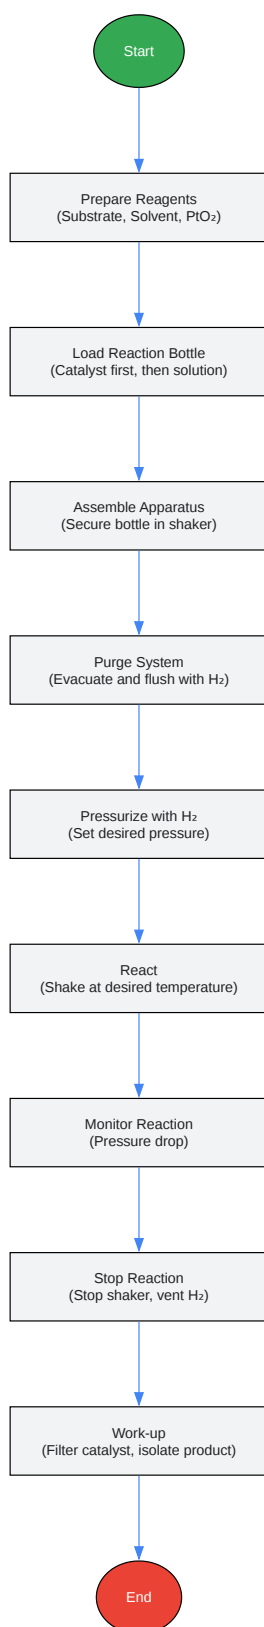 Start
Prepare Reagents
(Substrate, Solvent, PtO₂)
Load Reaction Bottle
(Catalyst first, then solution)
Assemble Apparatus
(Secure bottle in shaker)
Purge System
(Evacuate and flush with H₂)
Pressurize with H₂
(Set desired pressure)
React
(Shake at desired temperature)
Monitor Reaction
(Pressure drop)
Stop Reaction
(Stop shaker, vent H₂)
Work-up
(Filter catalyst, isolate product)
End